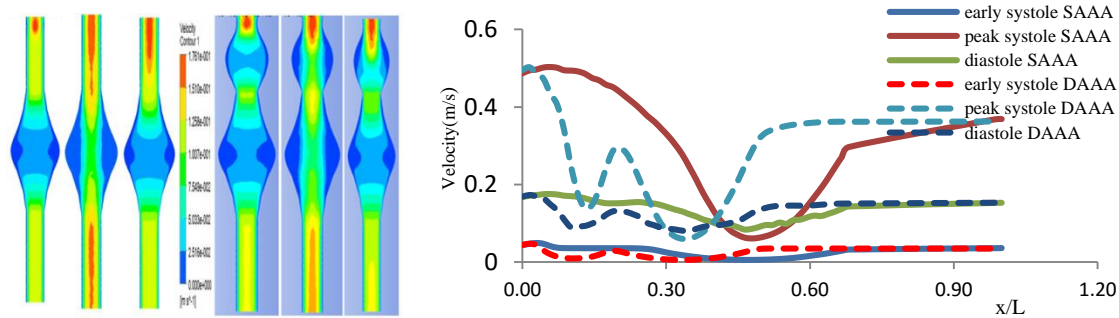 Velocity
Contour 1
1.761e-001
1.510e-001
1.258e-001
1.007e-001
7.549e-002
5.033e-002
2.516e-002
0.000e+000
[m s^-1]
Velocity(m/s)
0.6
0.4
0.2
0
0.00
0.30
0.60
0.90
1.20
x/L
early systole SAAA
peak systole SAAA
diastole SAAA
early systole DAAA
peak systole DAAA
diastole DAAA